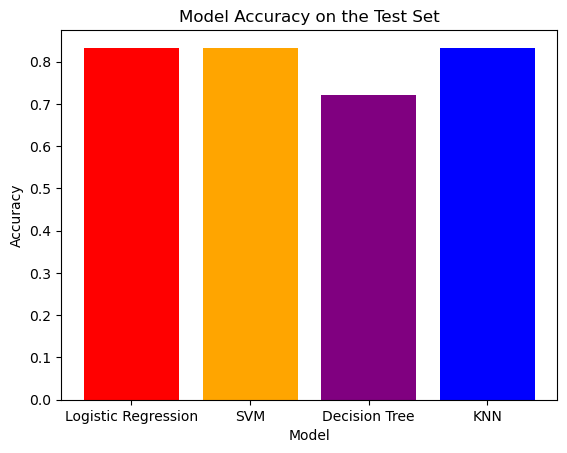 Model Accuracy on the Test Set
Accuracy
0.8
0.7
0.6
0.5
0.4
0.3
0.2
0.1
0.0
Logistic Regression SVM Decision Tree KNN
Model